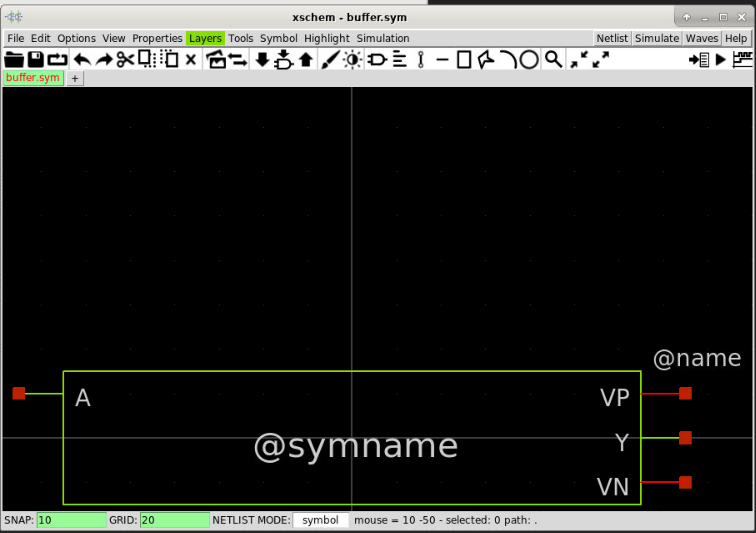 xschem - buffer.sym
File Edit Options View Properties Layers Tools Symbol Highlight Simulation Netlist Simulate Waves Help
buffer.sym +
@name
A VP
@symname Y
VN
SNAP: 10 GRID: 20 NETLIST MODE: symbol mouse = 10 -50 - selected: 0 path: .